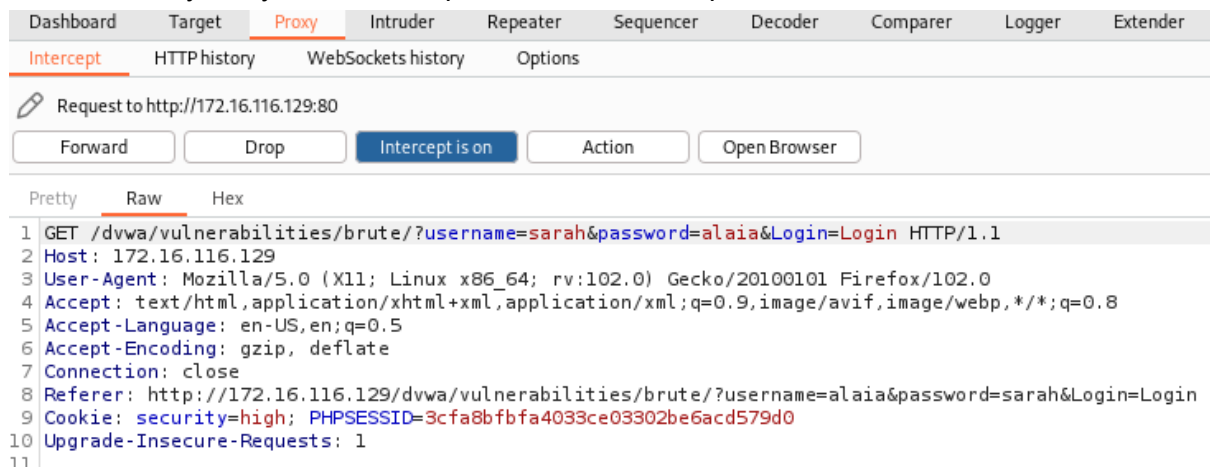 Dashboard Target Proxy Intruder Repeater Sequencer Decoder Comparer Logger Extender
Intercept HTTP history WebSockets history Options
Request to http://172.16.116.129:80
Forward Drop Intercept is on Action Open Browser
Pretty Raw Hex
1 GET /dvwa/vulnerabilities/brute/?username=sarah&password=alaia&Login=Login HTTP/1.1
2 Host: 172.16.116.129
3 User-Agent: Mozilla/5.0 (X11; Linux x86_64; rv:102.0) Gecko/20100101 Firefox/102.0
4 Accept: text/html,application/xhtml+xml,application/xml;q=0.9,image/avif,image/webp,*/*;q=0.8
5 Accept-Language: en-US,en;q=0.5
6 Accept-Encoding: gzip, deflate
7 Connection: close
8 Referer: http://172.16.116.129/dvwa/vulnerabilities/brute/?username=alaia&password=sarah&Login=Login
9 Cookie: security=high; PHPSESSID=3cfa8bfbfa4033ce03302be6acd579d0
10 Upgrade-Insecure-Requests: 1
11